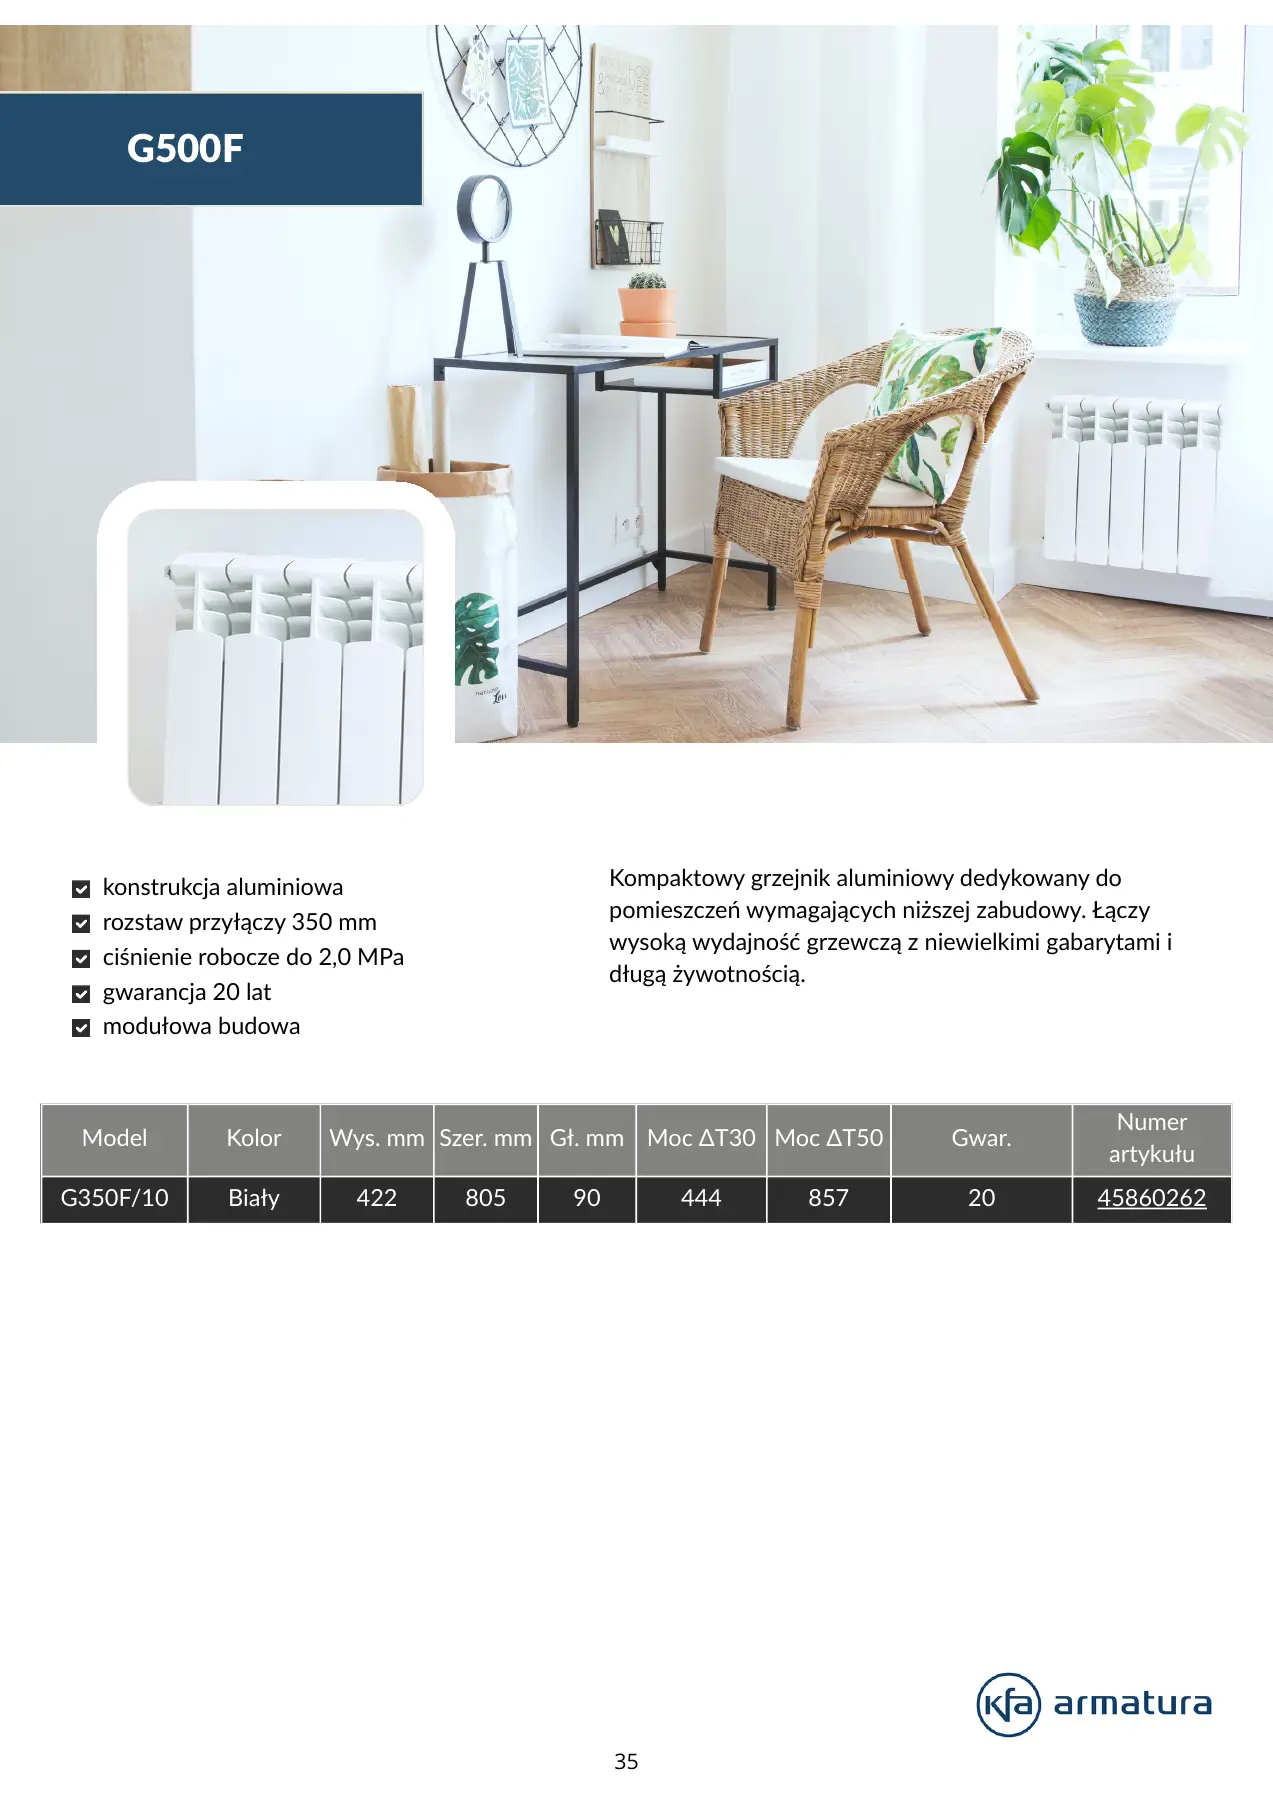 G500F
konstrukcja aluminiowa
rozstaw przyłączy 350 mm
ciśnienie robocze do 2,0 MPa
gwarancja 20 lat
modułowa budowa
Kompaktowy grzejnik aluminiowy dedykowany do
pomieszczeń wymagających niższej zabudowy. Łączy
wysoką wydajność grzewczą z niewielkimi gabarytami i
długą żywotnością.
Model Kolor Wys. mm Szer. mm Gł. mm Moc ΔT30 Moc ΔT50 Gwar. Numer artykułu
G350F/10 Biały 422 805 90 444 857 20 45860262
kfa armatura
35